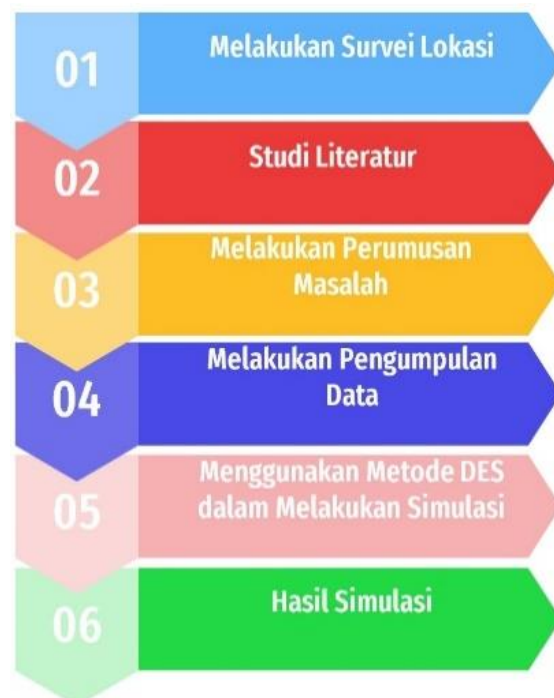 01
Melakukan Survei Lokasi
02
Studi Literatur
03
Melakukan Perumusan
Masalah
04
Melakukan Pengumpulan
Data
05
Menggunakan Metode DES
dalam Melakukan Simulasi
06
Hasil Simulasi